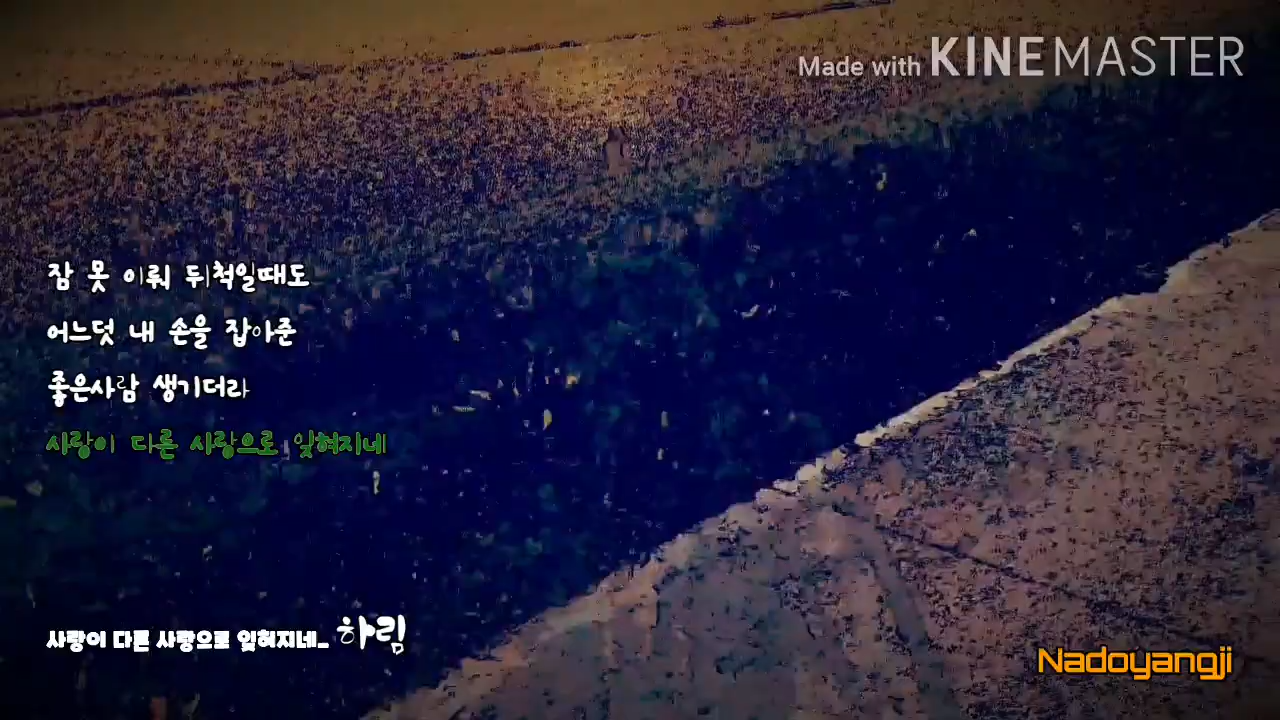 Made with KINEMASTER
잠 못 이뤄 뒤척일때도
어느덧 내 손을 잡아준
좋은사람 생기더라
사랑이 다른 사랑으로 잊혀지네
사랑이 다른 사랑으로 잊혀지네_ 하림
Nadoyangji